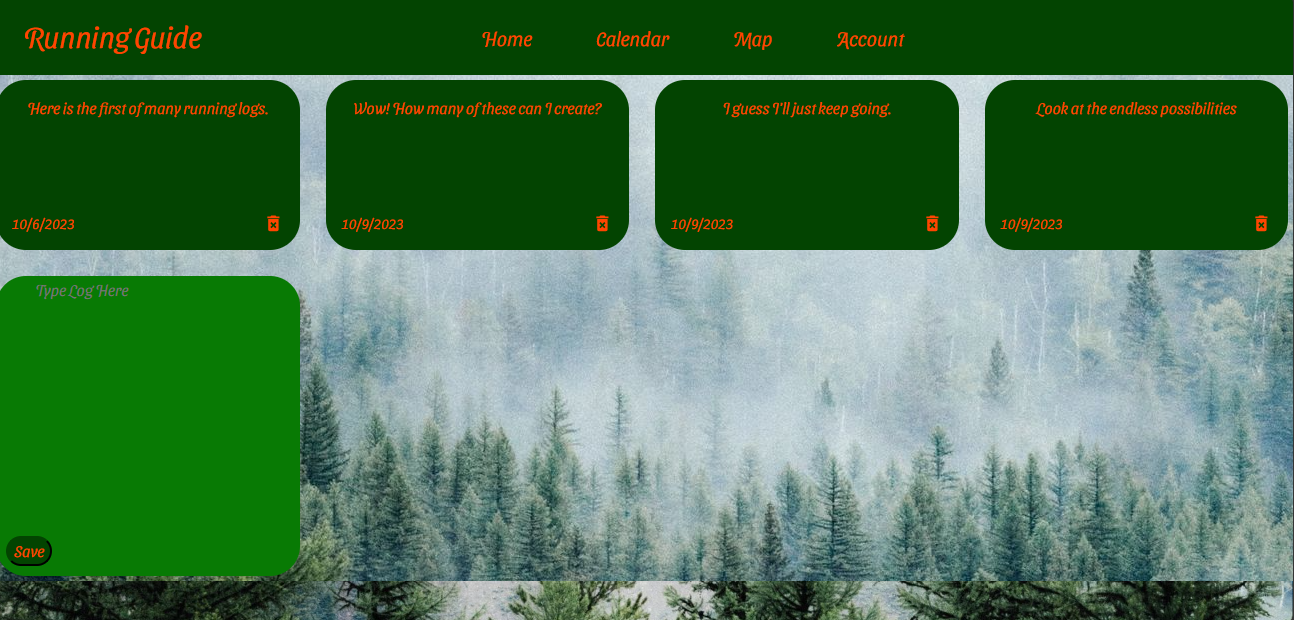 Running Guide
Home Calendar Map Account
Here is the first of many running logs.
Wow! How many of these can I create?
I guess I'll just keep going.
Look at the endless possibilities
10/6/2023
10/9/2023
10/9/2023
10/9/2023
Type Log Here
Save